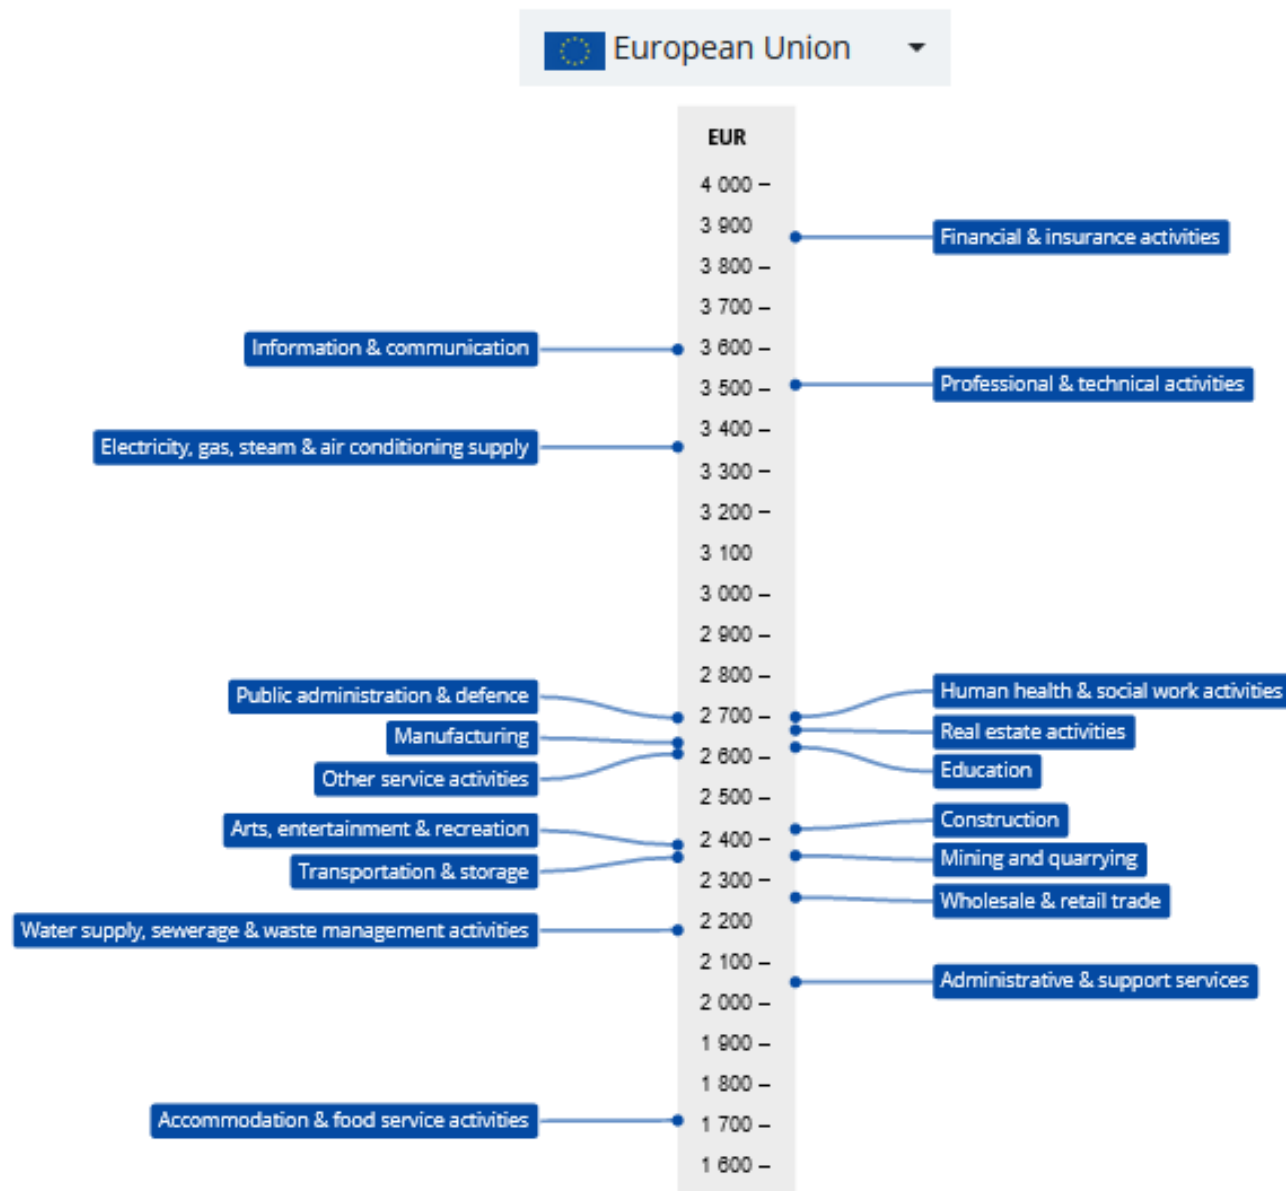 European Union
EUR
4 000 –
3 900
Financial & insurance activities
3 800 –
3 700 –
Information & communication
3 600 –
Professional & technical activities
3 500 –
3 400 –
Electricity, gas, steam & air conditioning supply
3 300 –
3 200 –
3 100
3 000 –
2 900 –
2 800 –
Public administration & defence
Human health & social work activities
2 700 –
Manufacturing
Real estate activities
2 600 –
Other service activities
Education
2 500 –
Arts, entertainment & recreation
Construction
2 400 –
Transportation & storage
Mining and quarrying
2 300 –
Wholesale & retail trade
2 200
Water supply, sewerage & waste management activities
2 100 –
Administrative & support services
2 000 –
1 900 –
1 800 –
Accommodation & food service activities
1 700 –
1 600 –